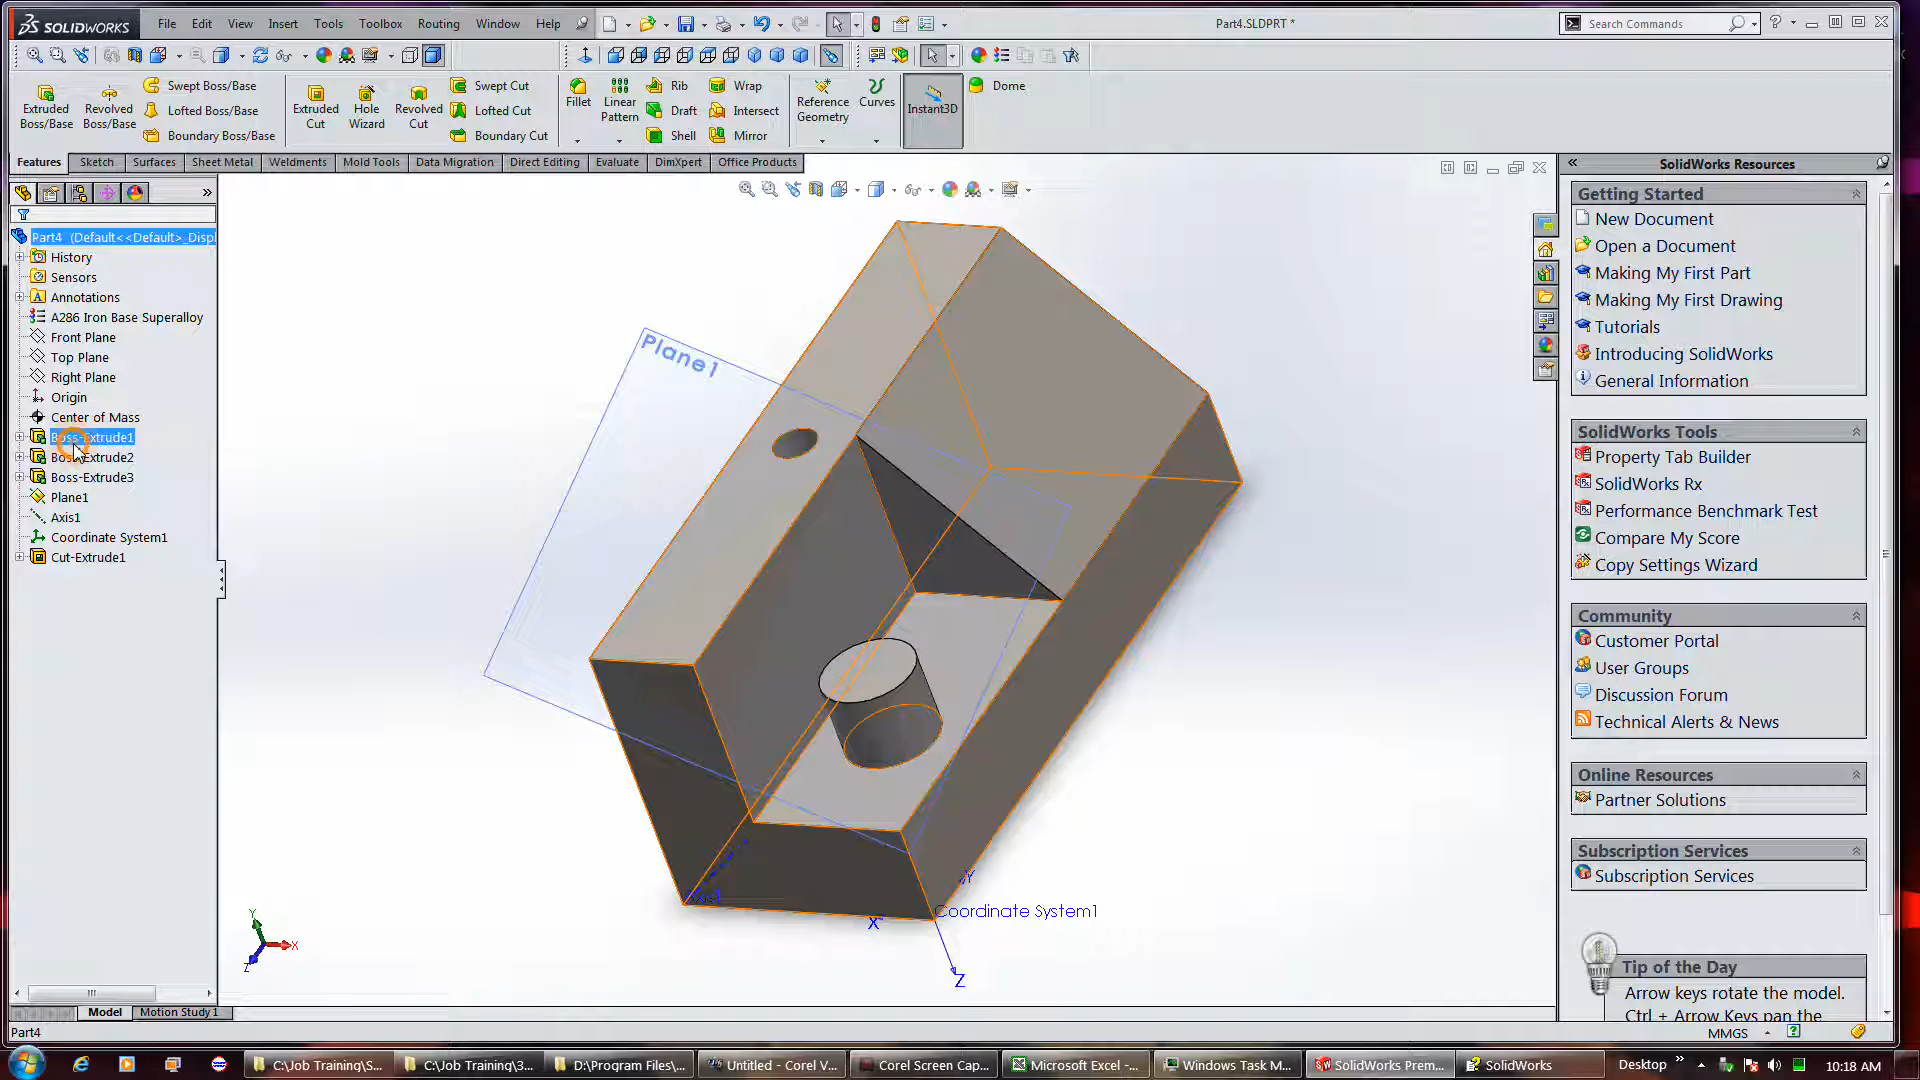 SOLIDWORKS File Edit View Insert Tools Toolbox Routing Window Help Part4.SLDPRT * Search Commands
Extruded Boss/Base
Revolved Boss/Base
Swept Boss/Base
Lofted Boss/Base
Boundary Boss/Base
Extruded Cut
Hole Wizard
Revolved Cut
Swept Cut
Lofted Cut
Boundary Cut
Fillet
Linear Pattern
Rib
Draft
Shell
Wrap
Intersect
Mirror
Reference Geometry
Curves
Instant3D
Dome
Features Sketch Surfaces Sheet Metal Weldments Mold Tools Data Migration Direct Editing Evaluate DimXpert Office Products
Part4 (Default<<Default>_Displ
History
Sensors
Annotations
A286 Iron Base Superalloy
Front Plane
Top Plane
Right Plane
Origin
Center of Mass
Boss-Extrude1
Boss-Extrude2
Boss-Extrude3
Plane1
Axis1
Coordinate System1
Cut-Extrude1
Plane1
Y
X
Coordinate System1
Z
Y
X
Z
SolidWorks Resources
Getting Started
New Document
Open a Document
Making My First Part
Making My First Drawing
Tutorials
Introducing SolidWorks
General Information
SolidWorks Tools
Property Tab Builder
SolidWorks Rx
Performance Benchmark Test
Compare My Score
Copy Settings Wizard
Community
Customer Portal
User Groups
Discussion Forum
Technical Alerts & News
Online Resources
Partner Solutions
Subscription Services
Subscription Services
Tip of the Day
Arrow keys rotate the model.
Ctrl + Arrow Keys pan the
Model Motion Study 1
Part4 MMGS
C:\Job Training\S... C:\Job Training\3... D:\Program Files\... Untitled - Corel V... Corel Screen Cap... Microsoft Excel -... Windows Task M... SolidWorks Prem... SolidWorks Desktop 10:18 AM